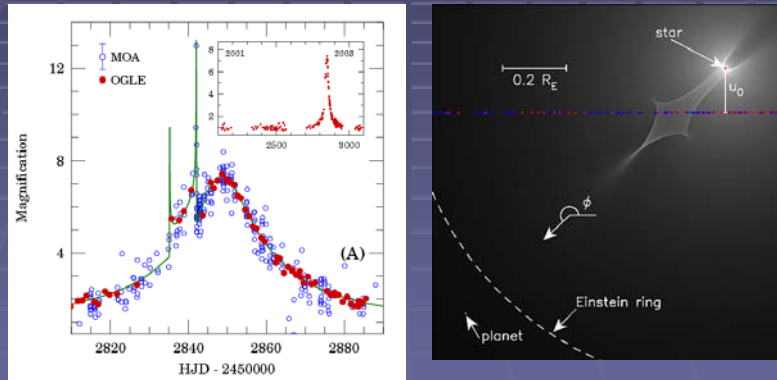 12
8
4
Magnification
MOA
OGLE
2001
2003
8
6
4
2
2500
3000
(A)
2820
2840
2860
2880
HJD - 2450000
star
0.2 R_E
u_0
ϕ
Einstein ring
planet